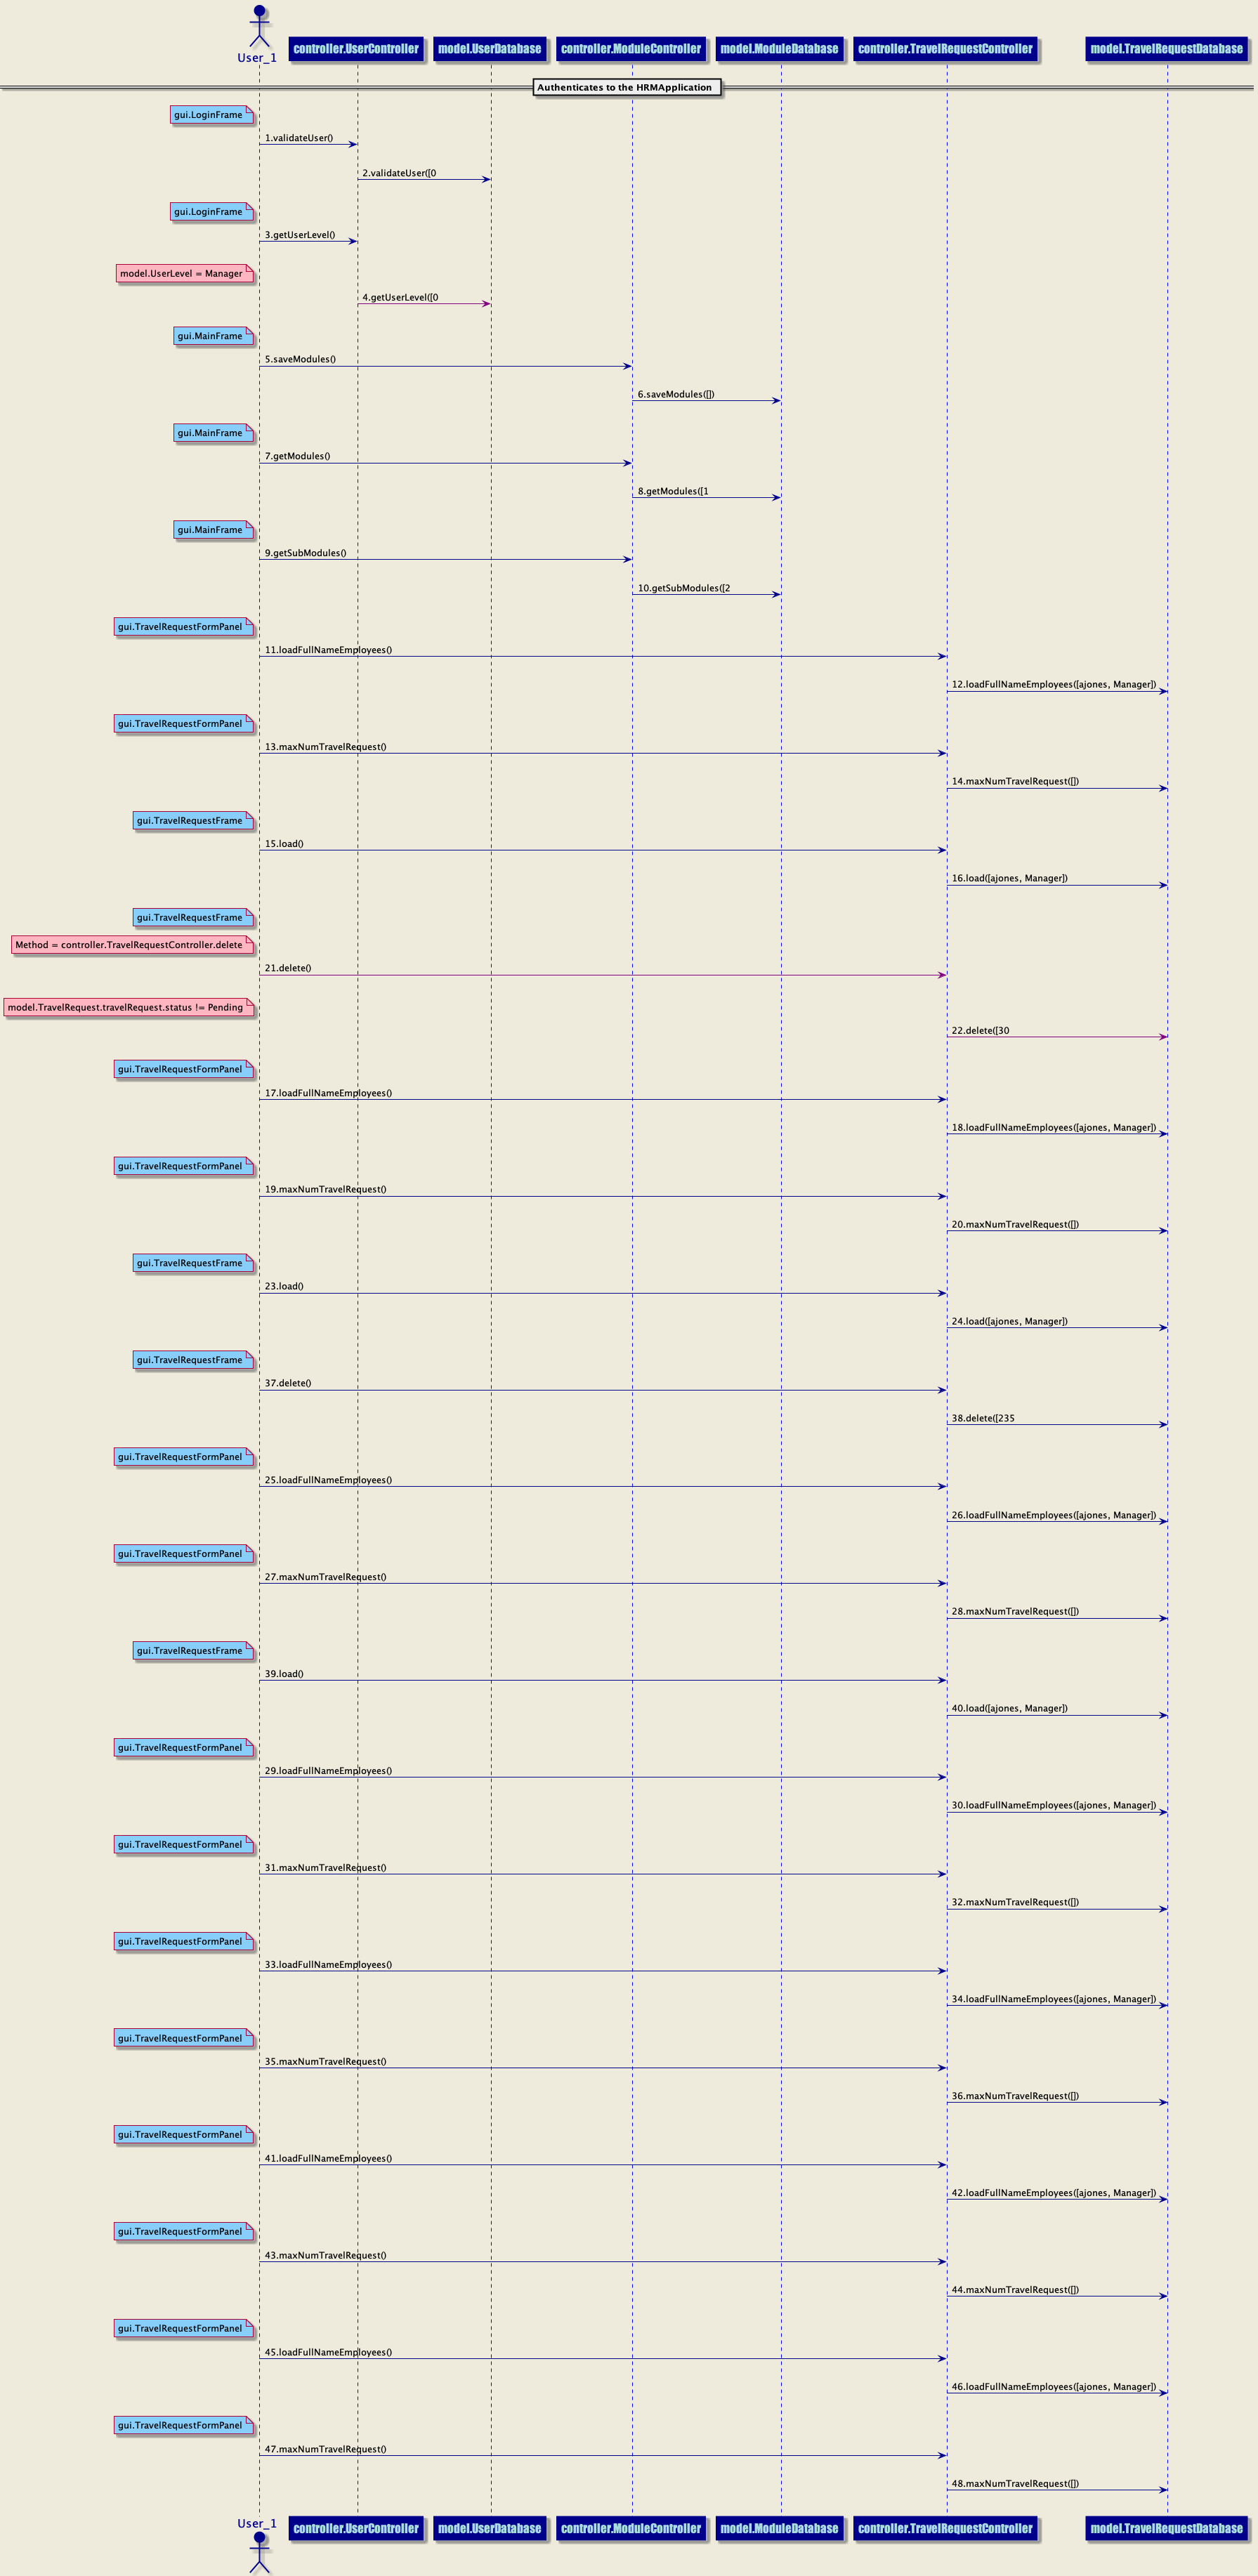 User_1
controller.UserController
model.UserDatabase
controller.ModuleController
model.ModuleDatabase
controller.TravelRequestController
model.TravelRequestDatabase
Authenticates to the HRMApplication
gui.LoginFrame
1.validateUser()
2.validateUser([0
gui.LoginFrame
3.getUserLevel()
model.UserLevel = Manager
4.getUserLevel([0
gui.MainFrame
5.saveModules()
6.saveModules([])
gui.MainFrame
7.getModules()
8.getModules([1
gui.MainFrame
9.getSubModules()
10.getSubModules([2
gui.TravelRequestFormPanel
11.loadFullNameEmployees()
12.loadFullNameEmployees([ajones, Manager])
gui.TravelRequestFormPanel
13.maxNumTravelRequest()
14.maxNumTravelRequest([])
gui.TravelRequestFrame
15.load()
16.load([ajones, Manager])
gui.TravelRequestFrame
Method = controller.TravelRequestController.delete
21.delete()
model.TravelRequest.travelRequest.status != Pending
22.delete([30
gui.TravelRequestFormPanel
17.loadFullNameEmployees()
18.loadFullNameEmployees([ajones, Manager])
gui.TravelRequestFormPanel
19.maxNumTravelRequest()
20.maxNumTravelRequest([])
gui.TravelRequestFrame
23.load()
24.load([ajones, Manager])
gui.TravelRequestFrame
37.delete()
38.delete([235
gui.TravelRequestFormPanel
25.loadFullNameEmployees()
26.loadFullNameEmployees([ajones, Manager])
gui.TravelRequestFormPanel
27.maxNumTravelRequest()
28.maxNumTravelRequest([])
gui.TravelRequestFrame
39.load()
40.load([ajones, Manager])
gui.TravelRequestFormPanel
29.loadFullNameEmployees()
30.loadFullNameEmployees([ajones, Manager])
gui.TravelRequestFormPanel
31.maxNumTravelRequest()
32.maxNumTravelRequest([])
gui.TravelRequestFormPanel
33.loadFullNameEmployees()
34.loadFullNameEmployees([ajones, Manager])
gui.TravelRequestFormPanel
35.maxNumTravelRequest()
36.maxNumTravelRequest([])
gui.TravelRequestFormPanel
41.loadFullNameEmployees()
42.loadFullNameEmployees([ajones, Manager])
gui.TravelRequestFormPanel
43.maxNumTravelRequest()
44.maxNumTravelRequest([])
gui.TravelRequestFormPanel
45.loadFullNameEmployees()
46.loadFullNameEmployees([ajones, Manager])
gui.TravelRequestFormPanel
47.maxNumTravelRequest()
48.maxNumTravelRequest([])
User_1
controller.UserController
model.UserDatabase
controller.ModuleController
model.ModuleDatabase
controller.TravelRequestController
model.TravelRequestDatabase